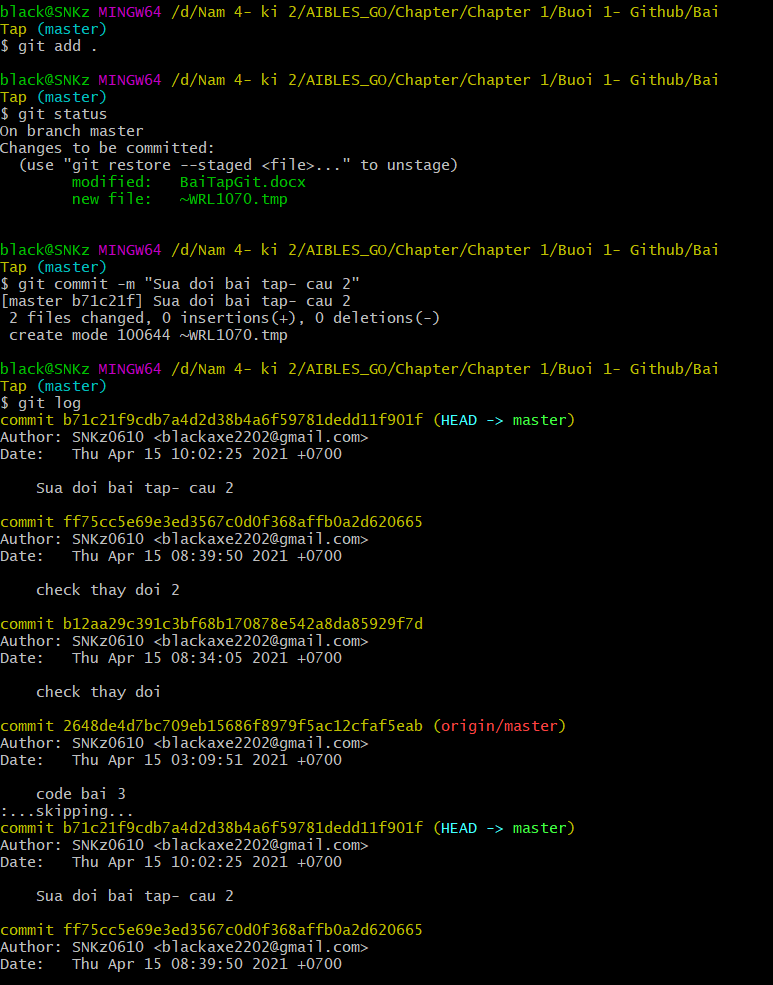 black@SNKz MINGW64 /d/Nam 4- ki 2/AIBLES_GO/Chapter/Chapter 1/Buoi 1- Github/Bai
Tap (master)
$ git add .
black@SNKz MINGW64 /d/Nam 4- ki 2/AIBLES_GO/Chapter/Chapter 1/Buoi 1- Github/Bai
Tap (master)
$ git status
On branch master
Changes to be committed:
  (use "git restore --staged <file>..." to unstage)
        modified:   BaiTapGit.docx
        new file:   ~WRL1070.tmp
black@SNKz MINGW64 /d/Nam 4- ki 2/AIBLES_GO/Chapter/Chapter 1/Buoi 1- Github/Bai
Tap (master)
$ git commit -m "Sua doi bai tap- cau 2"
[master b71c21f] Sua doi bai tap- cau 2
 2 files changed, 0 insertions(+), 0 deletions(-)
 create mode 100644 ~WRL1070.tmp
black@SNKz MINGW64 /d/Nam 4- ki 2/AIBLES_GO/Chapter/Chapter 1/Buoi 1- Github/Bai
Tap (master)
$ git log
commit b71c21f9cdb7a4d2d38b4a6f59781dedd11f901f (HEAD -> master)
Author: SNKz0610 <blackaxe2202@gmail.com>
Date:   Thu Apr 15 10:02:25 2021 +0700
    Sua doi bai tap- cau 2
commit ff75cc5e69e3ed3567c0d0f368affb0a2d620665
Author: SNKz0610 <blackaxe2202@gmail.com>
Date:   Thu Apr 15 08:39:50 2021 +0700
    check thay doi 2
commit b12aa29c391c3bf68b170878e542a8da85929f7d
Author: SNKz0610 <blackaxe2202@gmail.com>
Date:   Thu Apr 15 08:34:05 2021 +0700
    check thay doi
commit 2648de4d7bc709eb15686f8979f5ac12cfaf5eab (origin/master)
Author: SNKz0610 <blackaxe2202@gmail.com>
Date:   Thu Apr 15 03:09:51 2021 +0700
    code bai 3
:...skipping...
commit b71c21f9cdb7a4d2d38b4a6f59781dedd11f901f (HEAD -> master)
Author: SNKz0610 <blackaxe2202@gmail.com>
Date:   Thu Apr 15 10:02:25 2021 +0700
    Sua doi bai tap- cau 2
commit ff75cc5e69e3ed3567c0d0f368affb0a2d620665
Author: SNKz0610 <blackaxe2202@gmail.com>
Date:   Thu Apr 15 08:39:50 2021 +0700